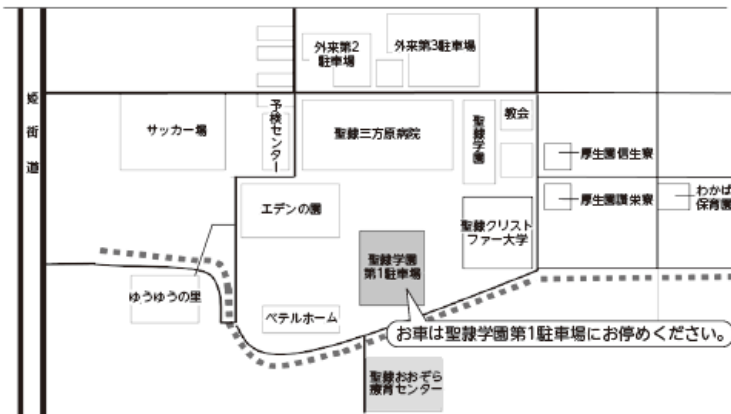 姫街道
外来第2
駐車場
外来第3駐車場
サッカー場
予検センター
聖隷三方原病院
聖隷学園
教会
厚生園信生寮
厚生園讃栄寮
わかば
保育園
エデンの園
聖隷クリスト
ファー大学
聖隷学園
第1駐車場
ゆうゆうの里
ベテルホーム
お車は聖隷学園第1駐車場にお停めください。
聖隷おおぞら
療育センター